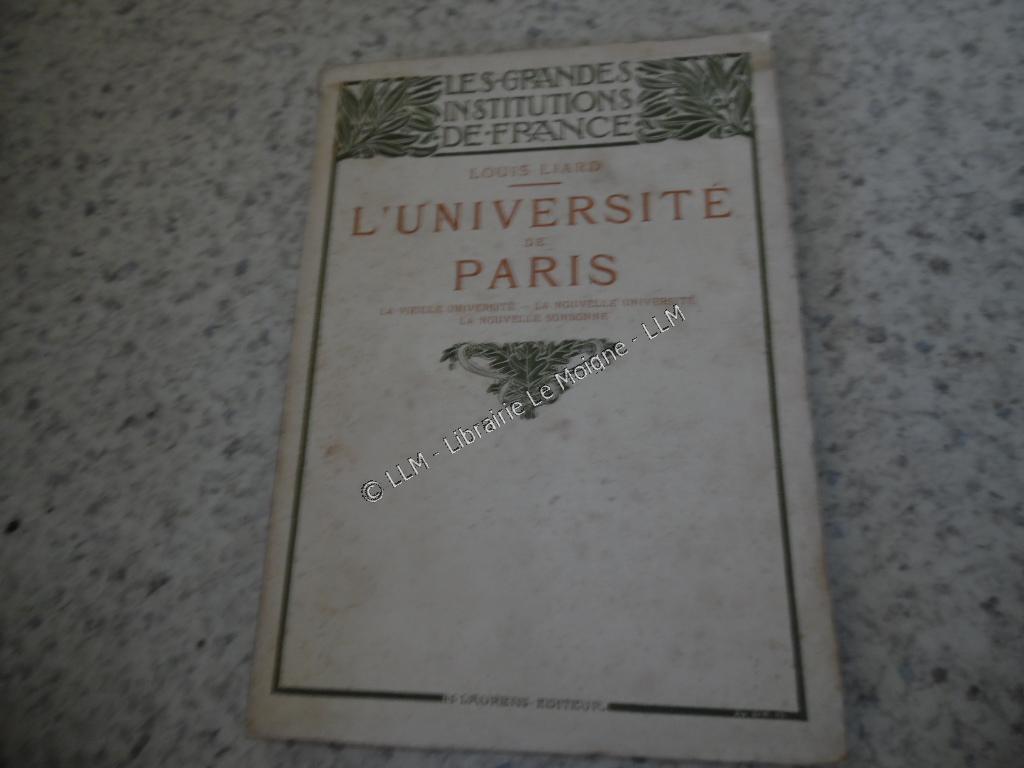 LES·GRANDES
INSTITUTIONS
DE·FRANCE
LOUIS LIARD
L'UNIVERSITÉ
DE
PARIS
LA VIEILLE UNIVERSITÉ — LA NOUVELLE UNIVERSITÉ
LA NOUVELLE SORBONNE
© LLM - Librairie Le Moigne - LLM
H·LAURENS·EDITEUR